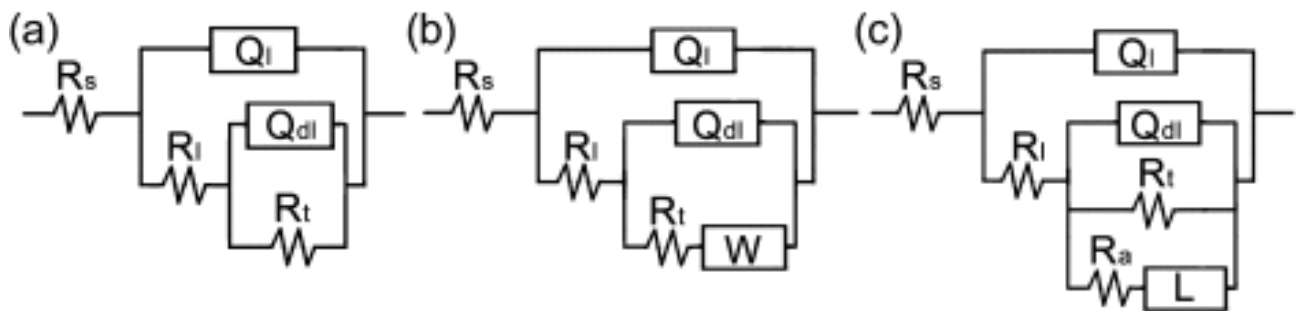 (a) Rs Ql Rl Qdl Rt
(b) Rs Ql Rl Qdl Rt W
(c) Rs Ql Rl Qdl Rt Ra L